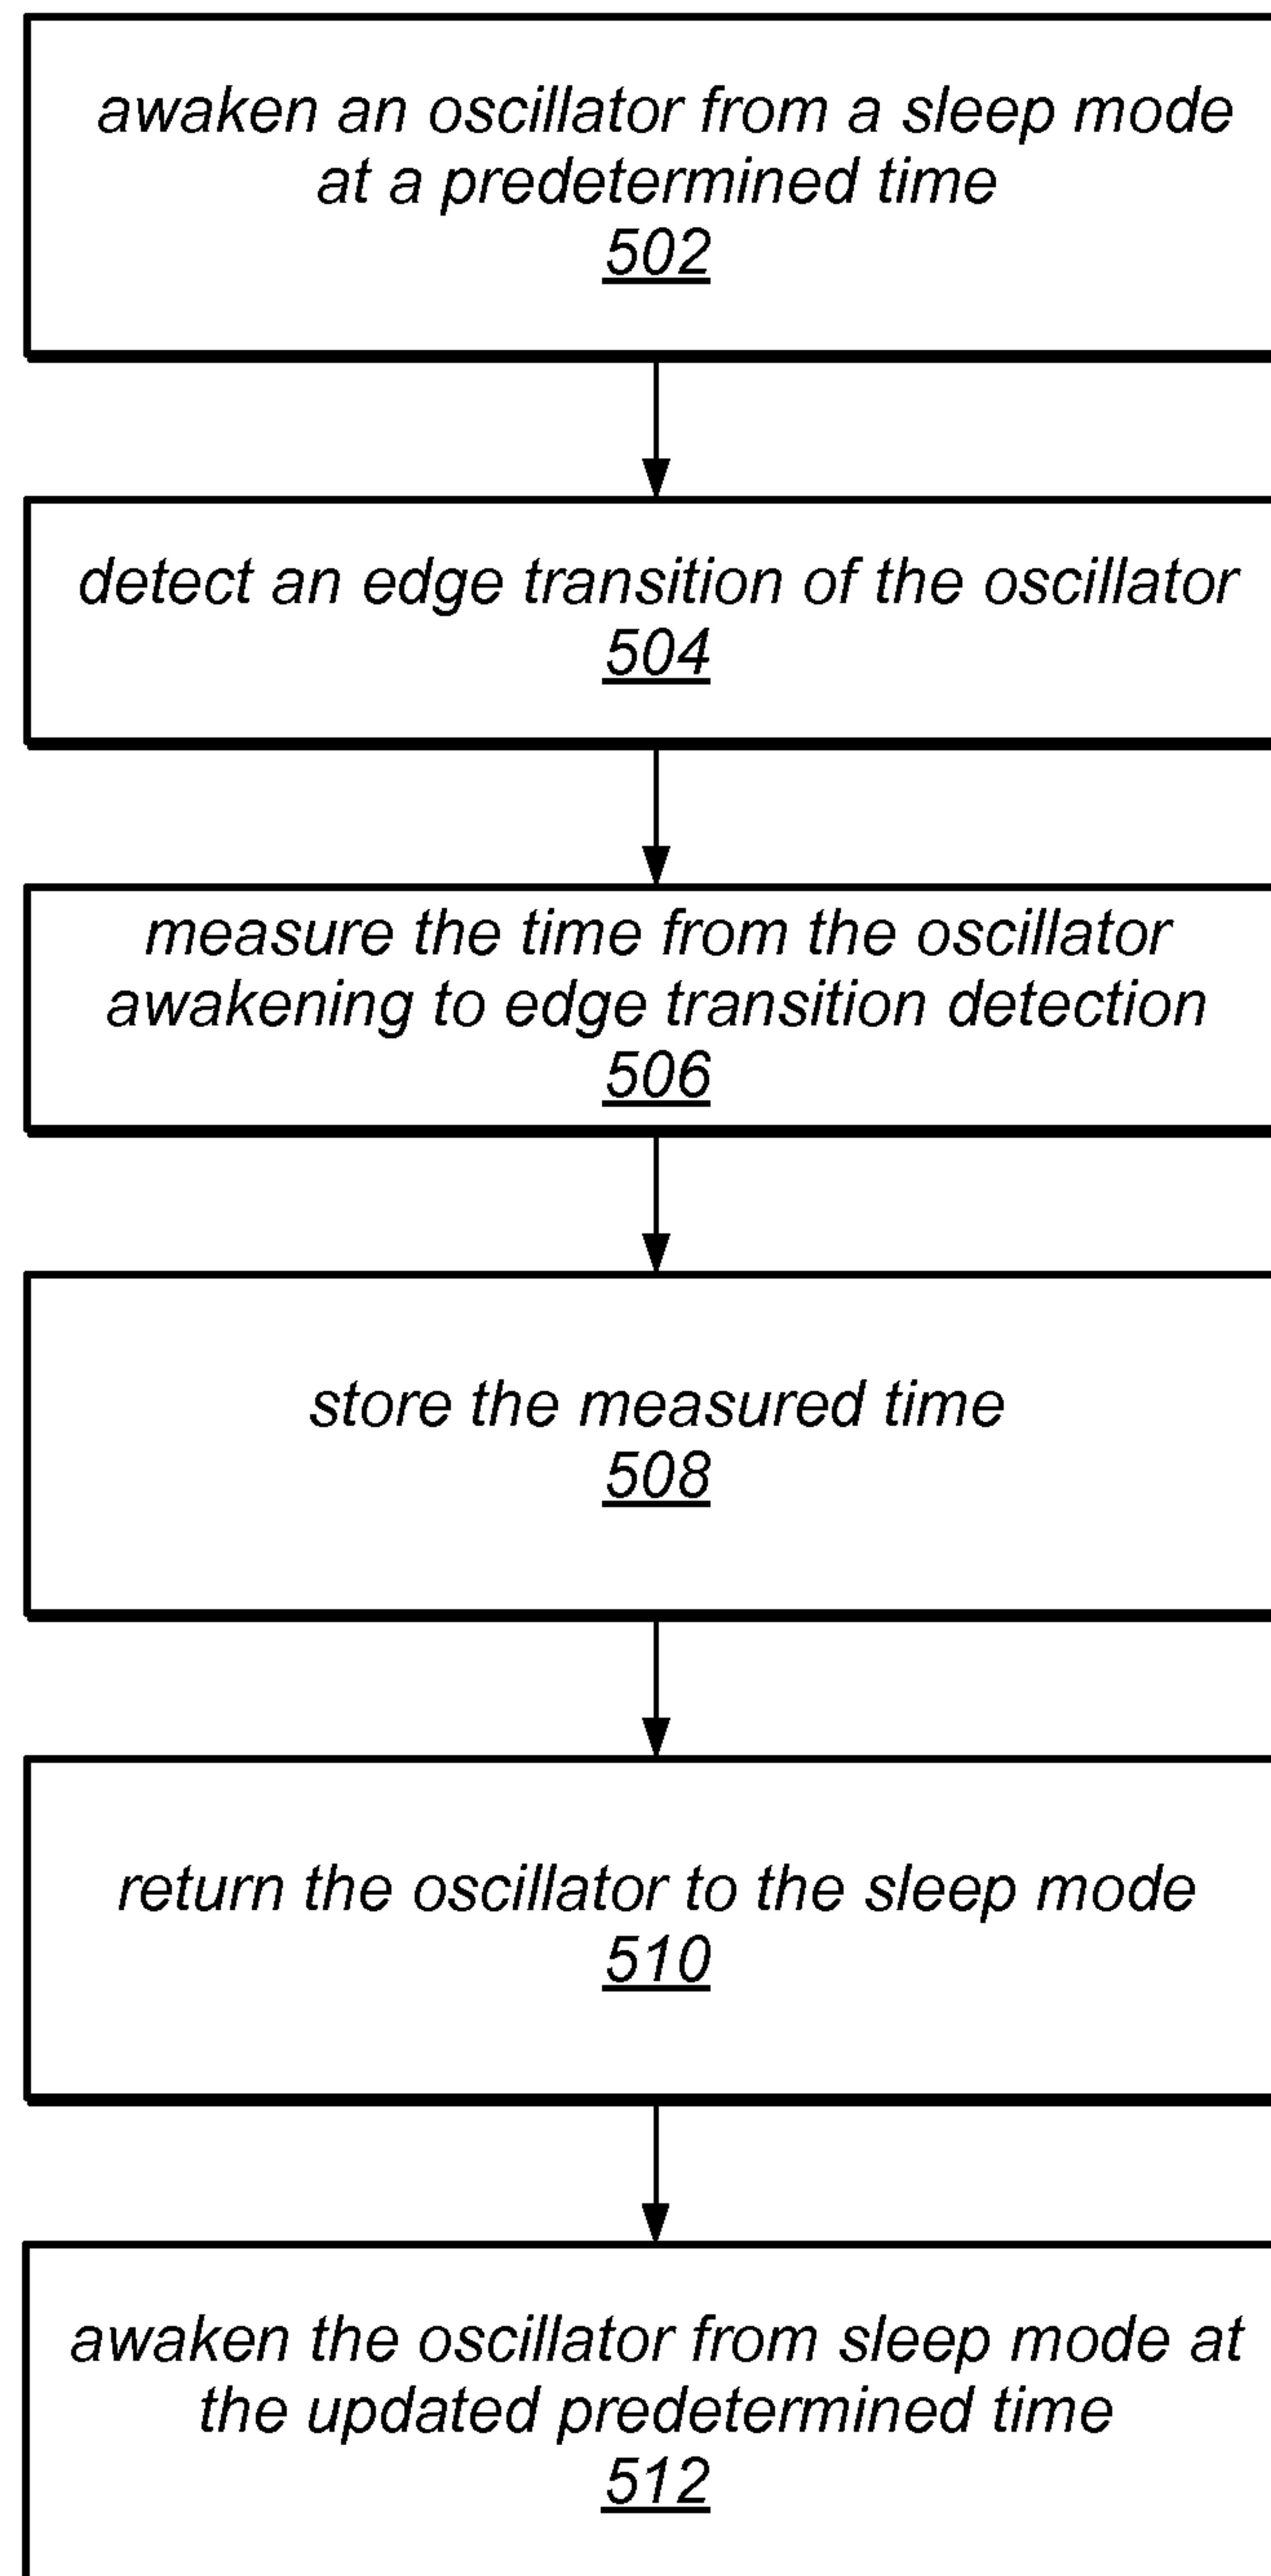 awaken an oscillator from a sleep mode
at a predetermined time
502
detect an edge transition of the oscillator
504
measure the time from the oscillator
awakening to edge transition detection
506
store the measured time
508
return the oscillator to the sleep mode
510
awaken the oscillator from sleep mode at
the updated predetermined time
512